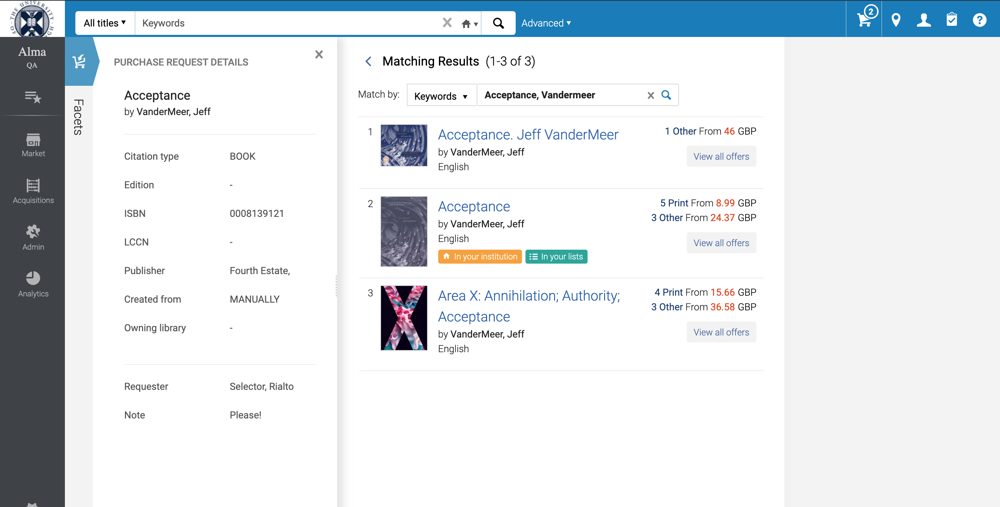 THE UNIVERSITY OF
All titles
Keywords
Advanced
2
Alma
QA
Market
Acquisitions
Admin
Analytics
Facets
PURCHASE REQUEST DETAILS
Acceptance
by VanderMeer, Jeff
Citation type BOOK
Edition -
ISBN 0008139121
LCCN -
Publisher Fourth Estate,
Created from MANUALLY
Owning library -
Requester Selector, Rialto
Note Please!
Matching Results (1-3 of 3)
Match by: Keywords Acceptance, Vandermeer
1
Acceptance. Jeff VanderMeer
by VanderMeer, Jeff
English
1 Other From 46 GBP
View all offers
2
Acceptance
by VanderMeer, Jeff
English
In your institution In your lists
5 Print From 8.99 GBP
3 Other From 24.37 GBP
View all offers
3
Area X: Annihilation; Authority;
Acceptance
by VanderMeer, Jeff
English
4 Print From 15.66 GBP
3 Other From 36.58 GBP
View all offers